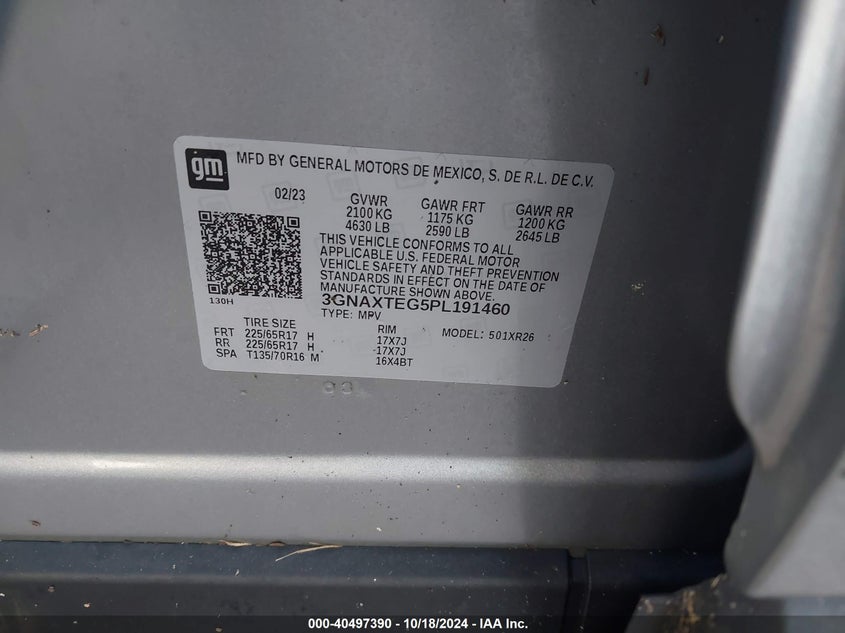 gm MFD BY GENERAL MOTORS DE MEXICO, S. DE R.L. DE C.V.
02/23 GVWR GAWR FRT GAWR RR
2100 KG 1175 KG 1200 KG
4630 LB 2590 LB 2645 LB
THIS VEHICLE CONFORMS TO ALL
APPLICABLE U.S. FEDERAL MOTOR
VEHICLE SAFETY AND THEFT PREVENTION
STANDARDS IN EFFECT ON THE DATE OF
MANUFACTURE SHOWN ABOVE.
130H 3GNAXTEG5PL191460
TYPE: MPV MODEL: 501XR26
TIRE SIZE RIM
FRT 225/65R17 H 17X7J
RR 225/65R17 H 17X7J
SPA T135/70R16 M 16X4BT
000-40497390 - 10/18/2024 - IAA Inc.